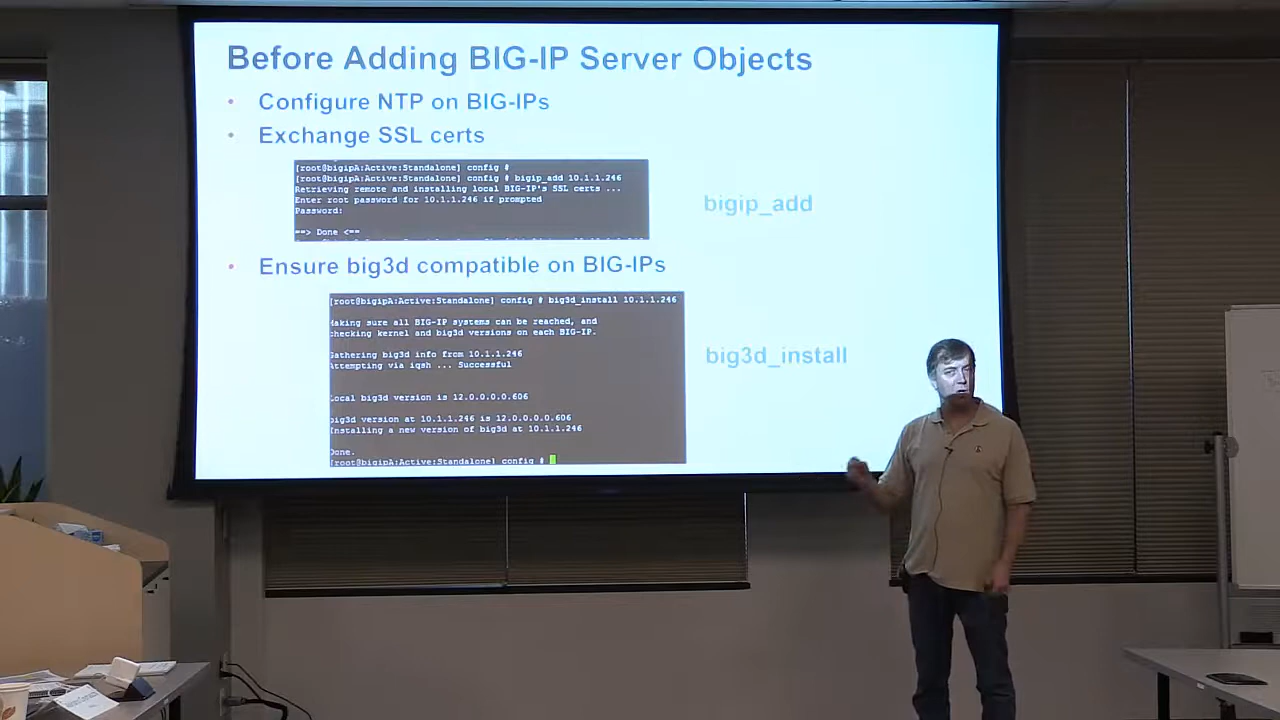 Before Adding BIG-IP Server Objects
• Configure NTP on BIG-IPs
• Exchange SSL certs
[root@bigipA:Active:Standalone] config #
[root@bigipA:Active:Standalone] config # bigip_add 10.1.1.246
Retrieving remote and installing local BIG-IP's SSL certs ...
Enter root password for 10.1.1.246 if prompted
Password:
==> Done <==
bigip_add
• Ensure big3d compatible on BIG-IPs
[root@bigipA:Active:Standalone] config # big3d_install 10.1.1.246
Making sure all BIG-IP systems can be reached, and
checking kernel and big3d versions on each BIG-IP.
Gathering big3d info from 10.1.1.246
Attempting via iqsh ... Successful
Local big3d version is 12.0.0.0.0.606
big3d version at 10.1.1.246 is 12.0.0.0.0.606
Installing a new version of big3d at 10.1.1.246
Done.
[root@bigipA:Active:Standalone] config #
big3d_install